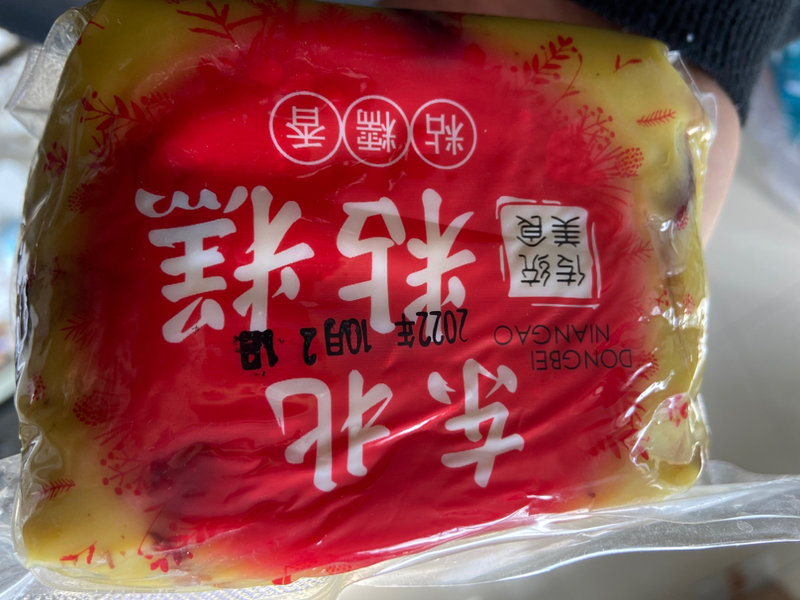 东北
DONGBEI
NIANGAO
2022年 10月2 1日
粘糕
传统
美食
粘糯香